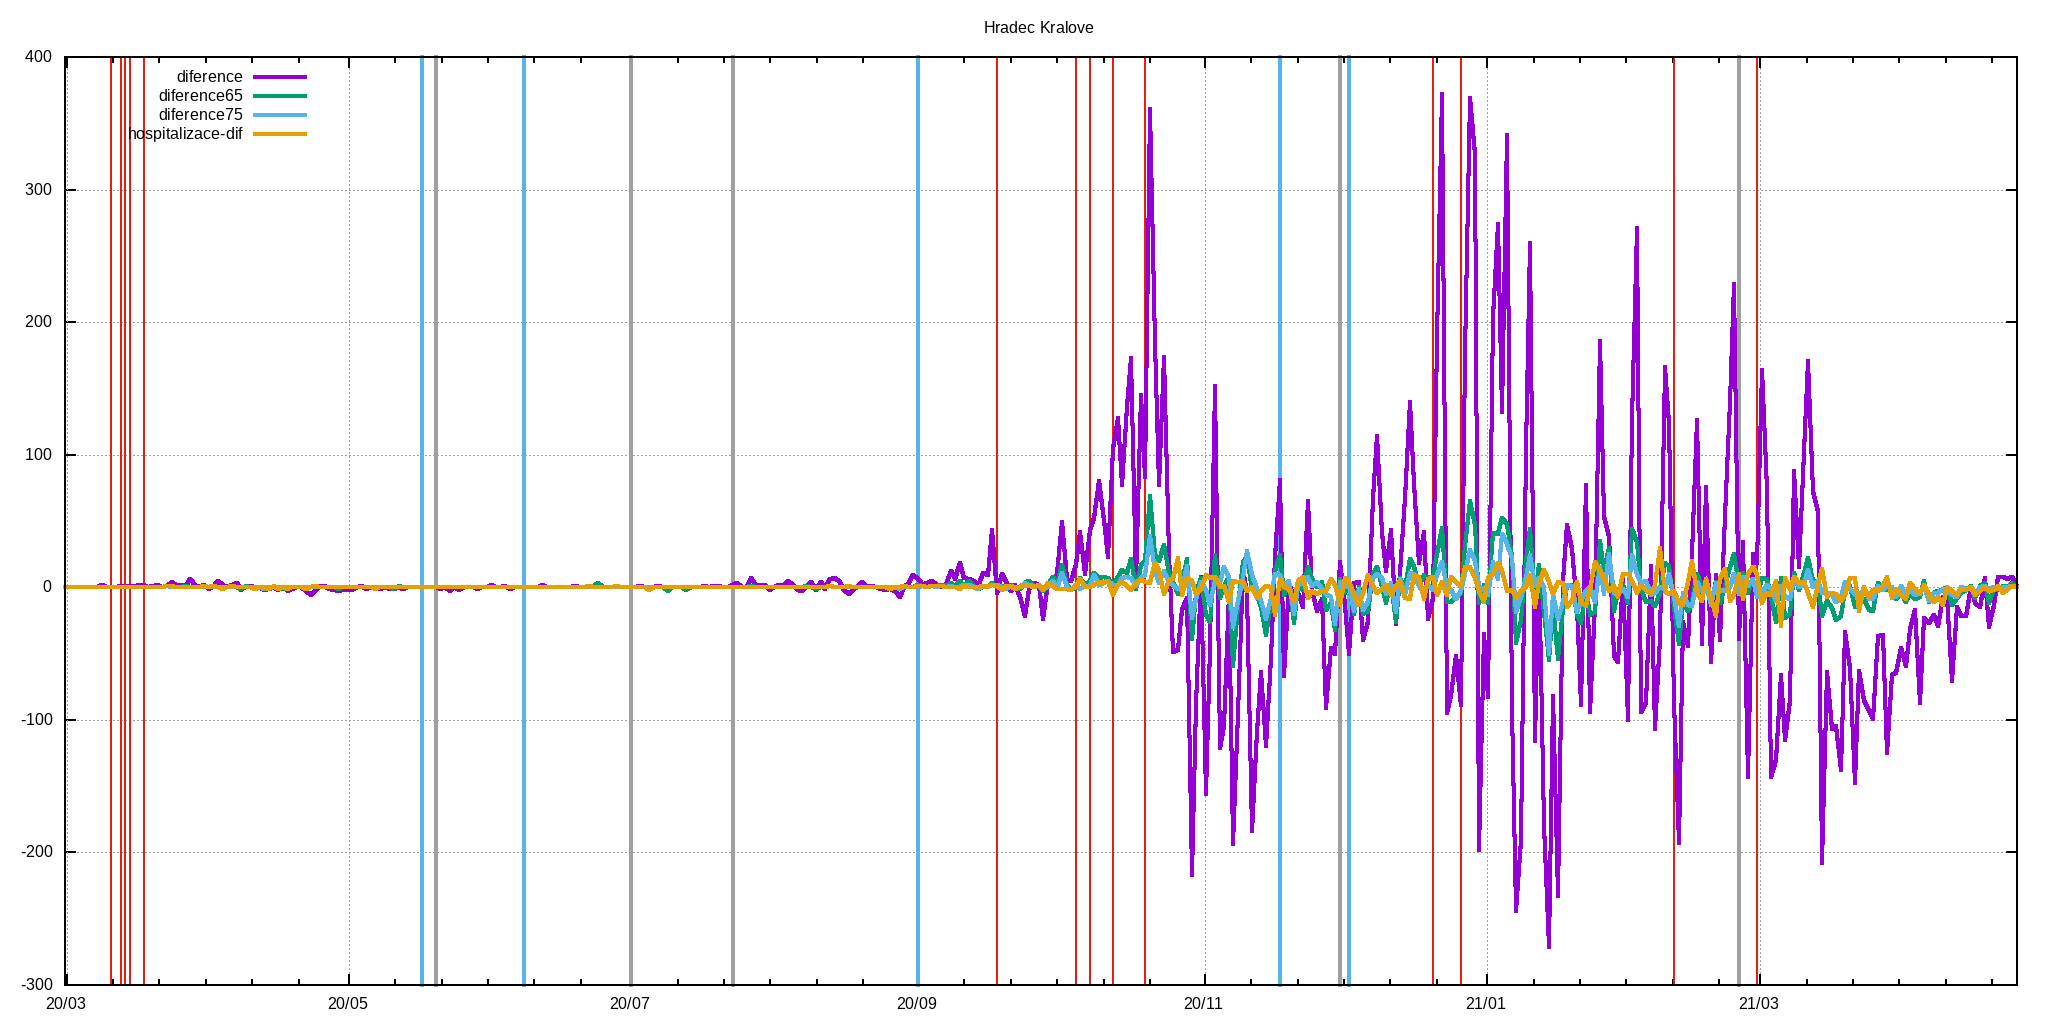 Hradec Kralove
400
300
200
100
0
-100
-200
-300
diference
diference65
diference75
hospitalizace-dif
20/03 20/05 20/07 20/09 20/11 21/01 21/03